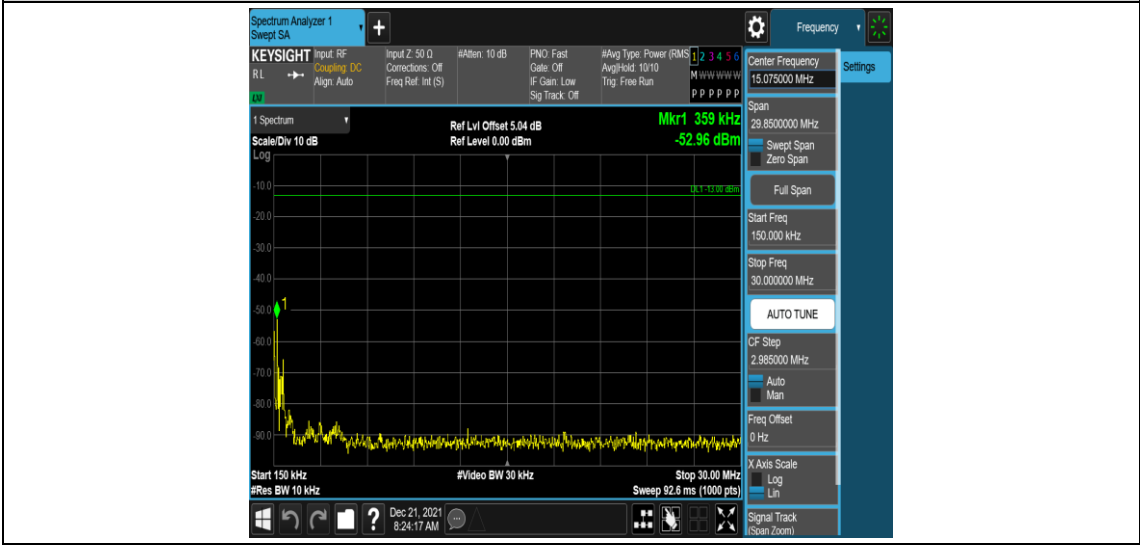 Spectrum Analyzer 1
Swept SA
+
Frequency
KEYSIGHT
RL
LM
Input: RF
Coupling: DC
Align: Auto
Input Z: 50 Ω
Corrections: Off
Freq Ref: Int (S)
#Atten: 10 dB
PNO: Fast
Gate: Off
IF Gain: Low
Sig Track: Off
#Avg Type: Power (RMS
Avg|Hold: 10/10
Trig: Free Run
1 2 3 4 5 6
M W W W W W
P P P P P P
1 Spectrum
Scale/Div 10 dB
Log
Ref Lvl Offset 5.04 dB
Ref Level 0.00 dBm
Mkr1 359 kHz
-52.96 dBm
DL1 -13.00 dBm
-10.0
-20.0
-30.0
-40.0
-50.0
-60.0
-70.0
-80.0
-90.0
1
Start 150 kHz
#Res BW 10 kHz
#Video BW 30 kHz
Stop 30.00 MHz
Sweep 92.6 ms (1000 pts)
Center Frequency
15.075000 MHz
Settings
Span
29.8500000 MHz
Swept Span
Zero Span
Full Span
Start Freq
150.000 kHz
Stop Freq
30.000000 MHz
AUTO TUNE
CF Step
2.985000 MHz
Auto
Man
Freq Offset
0 Hz
X Axis Scale
Log
Lin
Signal Track
(Span Zoom)
?
Dec 21, 2021
8:24:17 AM